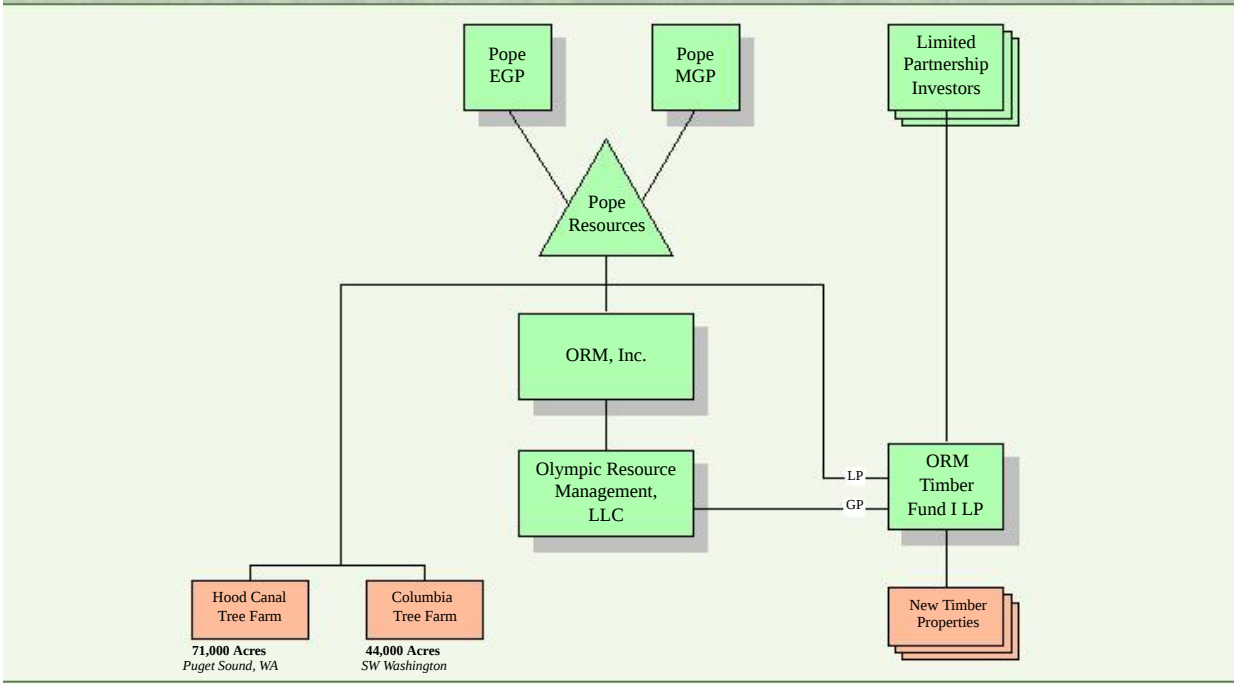 Pope
EGP
Pope
MGP
Limited
Partnership
Investors
Pope
Resources
ORM, Inc.
Olympic Resource
Management,
LLC
LP
GP
ORM
Timber
Fund I LP
Hood Canal
Tree Farm
71,000 Acres
Puget Sound, WA
Columbia
Tree Farm
44,000 Acres
SW Washington
New Timber
Properties